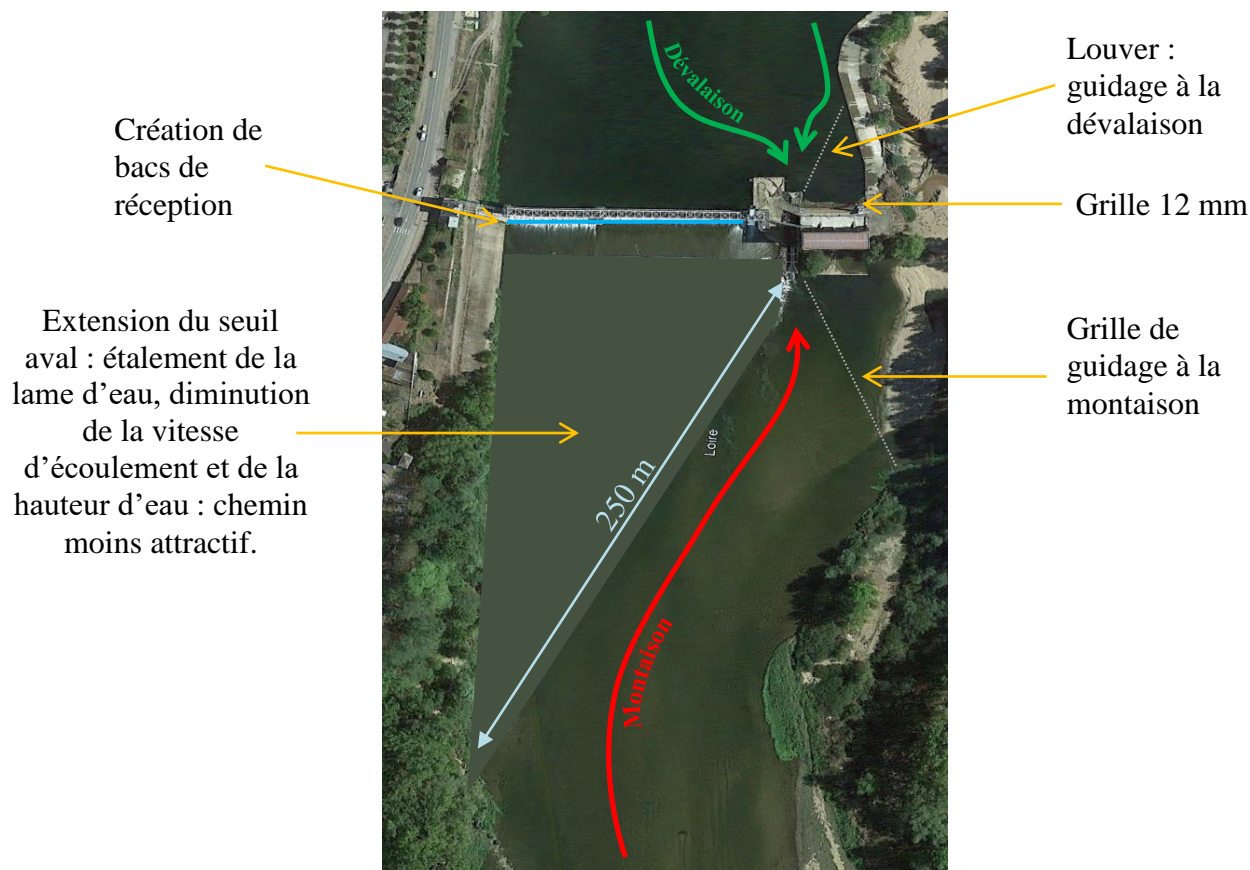 Louver :
guidage à la
dévalaison
Dévalaison
Création de
bacs de
réception
Grille 12 mm
Extension du seuil
aval : étalement de la
lame d’eau, diminution
de la vitesse
d’écoulement et de la
hauteur d’eau : chemin
moins attractif.
Grille de
guidage à la
montaison
Loire
250 m
Montaison